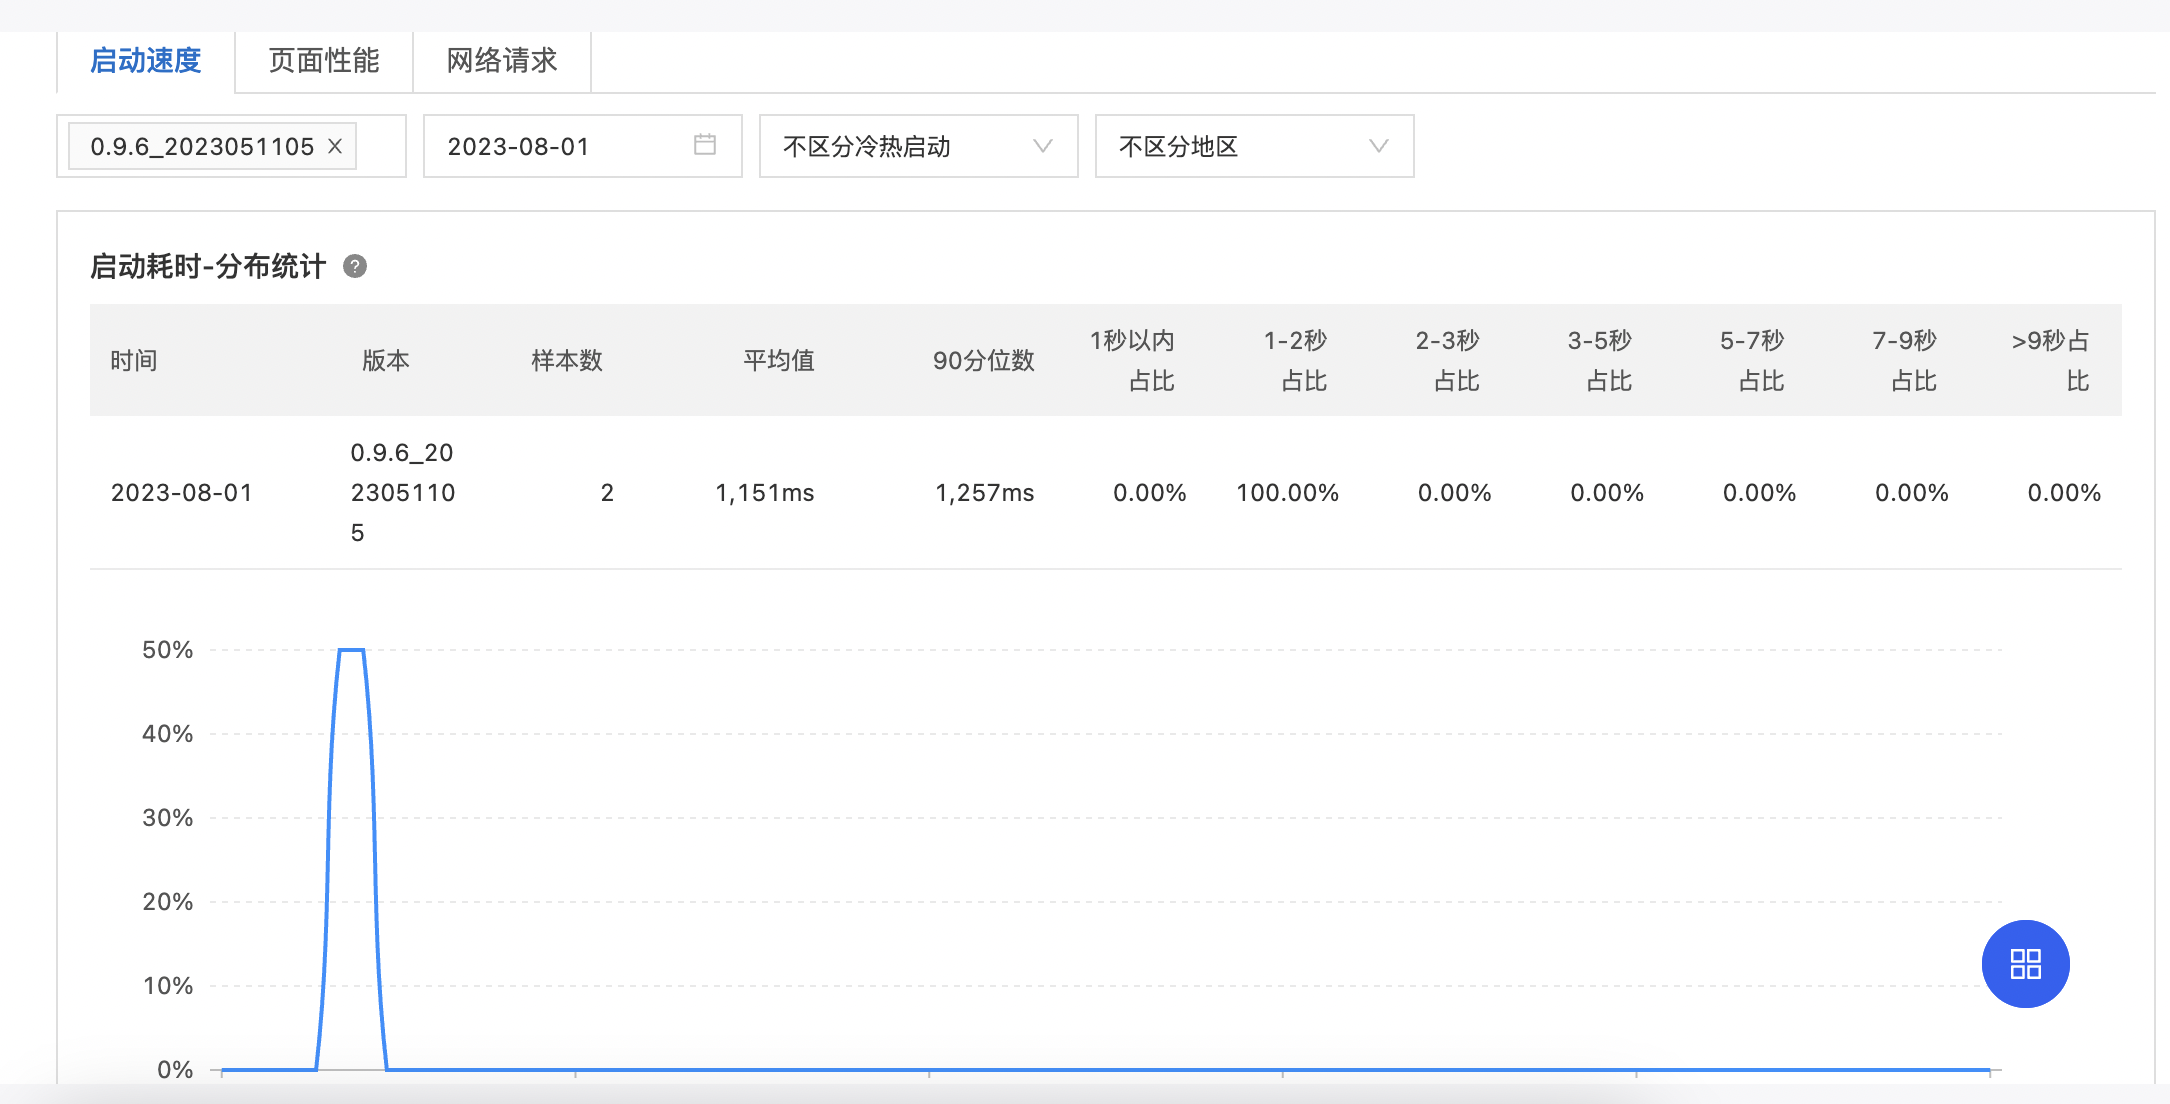 启动速度 页面性能 网络请求
0.9.6_2023051105 2023-08-01 不区分冷热启动 不区分地区
启动耗时-分布统计
时间 版本 样本数 平均值 90分位数 1秒以内占比 1-2秒占比 2-3秒占比 3-5秒占比 5-7秒占比 7-9秒占比 >9秒占比
2023-08-01 0.9.6_2023051105 2 1,151ms 1,257ms 0.00% 100.00% 0.00% 0.00% 0.00% 0.00% 0.00%
50%
40%
30%
20%
10%
0%